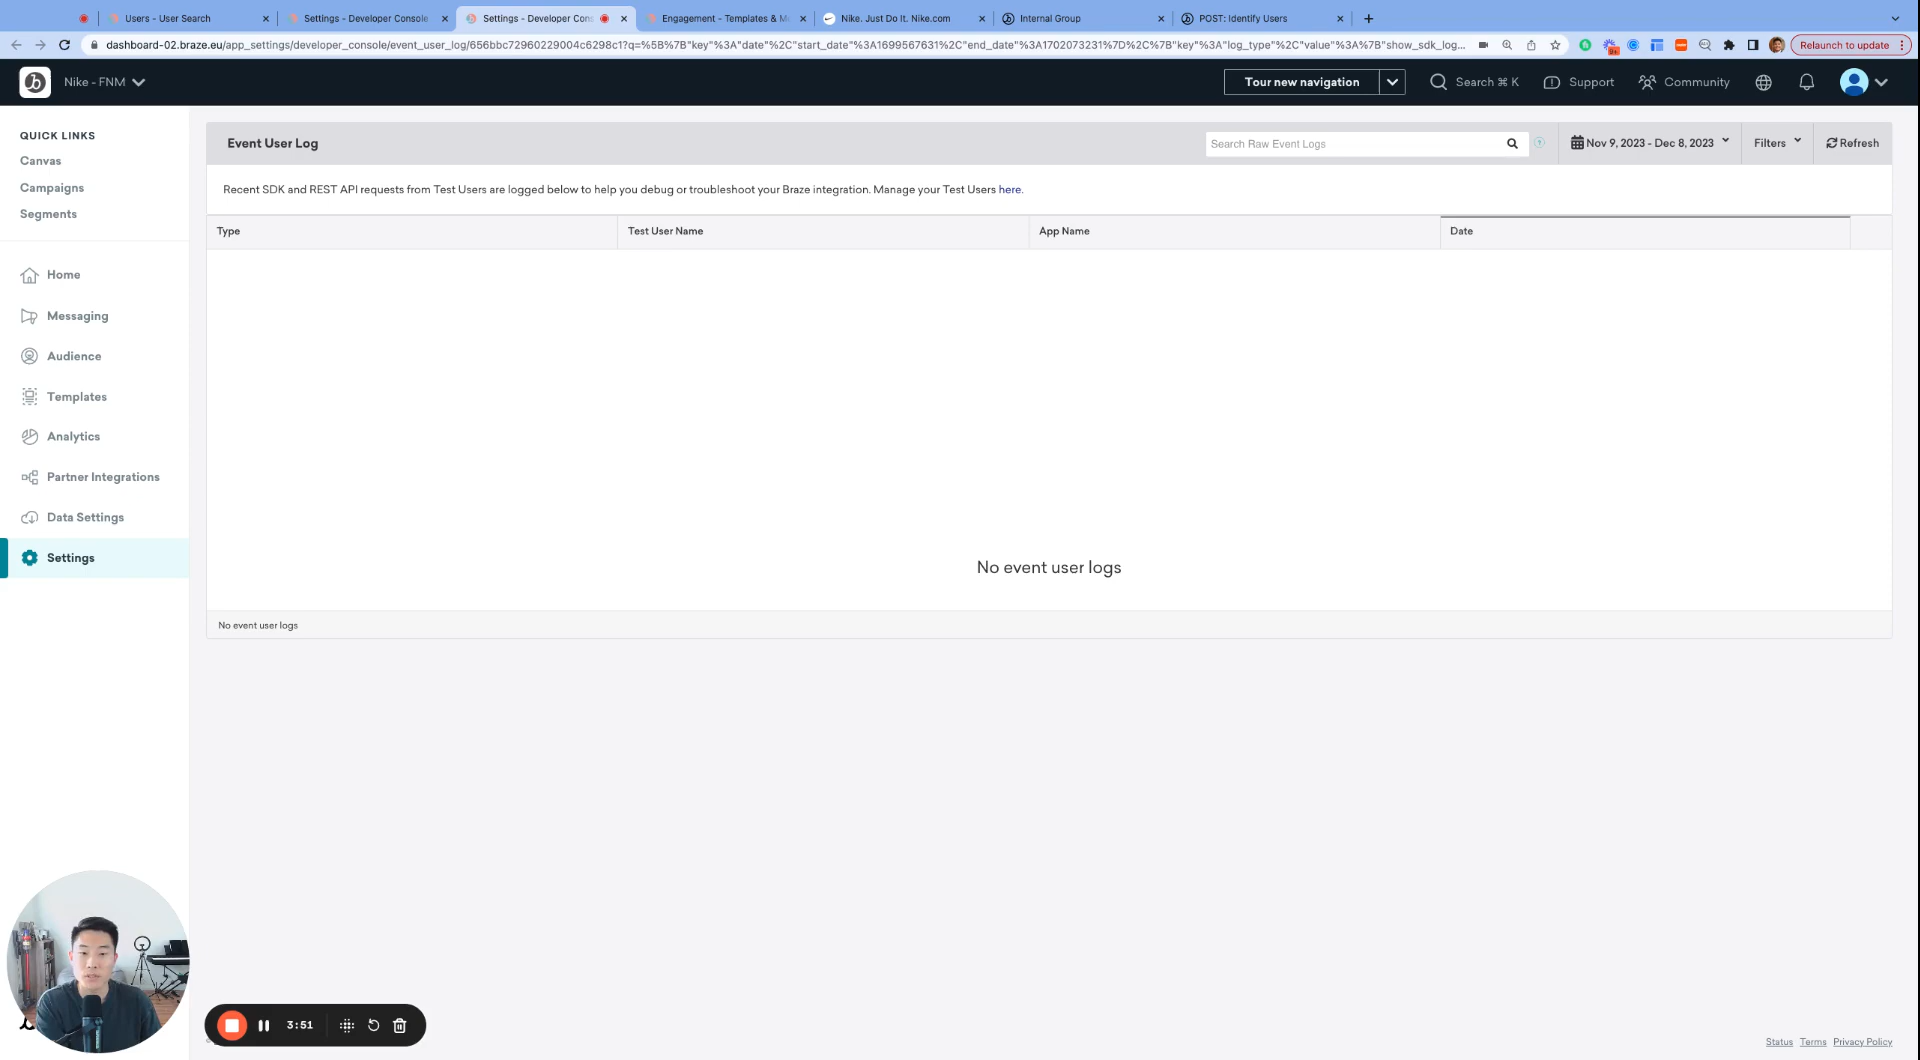 Users - User Search
Settings - Developer Console
Settings - Developer Cons
Engagement - Templates & M
Nike. Just Do It. Nike.com
Internal Group
POST: Identify Users
dashboard-02.braze.eu/app_settings/developer_console/event_user_log/656bbc72960229004c6298c1?q=%5B%7B"key"%3A"date"%2C"start_date"%3A1699567631%2C"end_date"%3A1702073231%7D%2C%7B"key"%3A"log_type"%2C"value"%3A%7B"show_sdk_log...
9+
Relaunch to update
Nike - FNM
Tour new navigation
Search ⌘ K
Support
Community
QUICK LINKS
Canvas
Campaigns
Segments
Home
Messaging
Audience
Templates
Analytics
Partner Integrations
Data Settings
Settings
Event User Log
Search Raw Event Logs
Nov 9, 2023 - Dec 8, 2023
Filters
Refresh
Recent SDK and REST API requests from Test Users are logged below to help you debug or troubleshoot your Braze integration. Manage your Test Users here.
Type
Test User Name
App Name
Date
No event user logs
No event user logs
3:51
Status
Terms
Privacy Policy